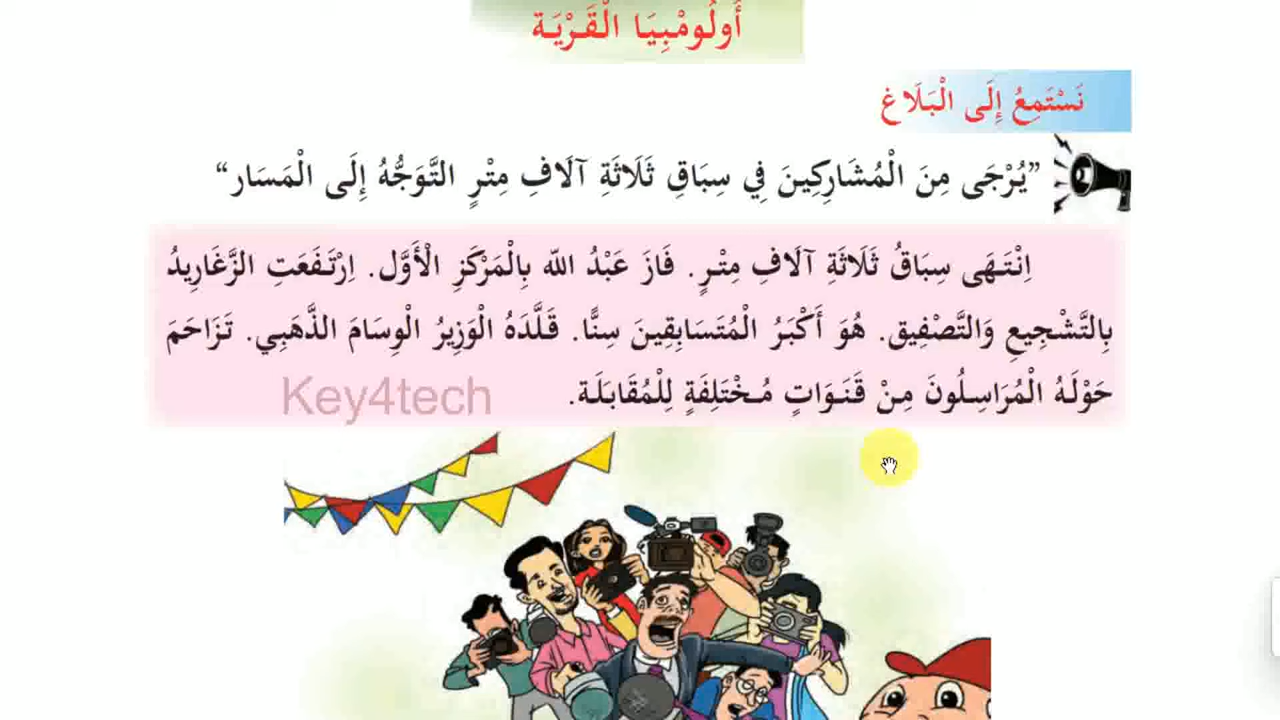 أُولُومْبِيَا الْقَرْيَة
نَسْتَمِعُ إِلَى الْبَلَاغ
”يُرْجَى مِنَ الْمُشَارِكِينَ فِي سِبَاقِ ثَلَاثَةِ آلَافِ مِتْرٍ التَّوَجُّهُ إِلَى الْمَسَار“
اِنْتَهَى سِبَاقُ ثَلَاثَةِ آلَافِ مِتْرٍ. فَازَ عَبْدُ اللّه بِالْمَرْكَزِ الْأَوَّل. اِرْتَفَعَتِ الزَّغَارِيدُ
بِالتَّشْجِيعِ وَالتَّصْفِيق. هُوَ أَكْبَرُ الْمُتَسَابِقِينَ سِنًّا. قَلَّدَهُ الْوَزِيرُ الْوِسَامَ الذَّهَبِي. تَزَاحَمَ
حَوْلَهُ الْمُرَاسِلُونَ مِنْ قَنَوَاتٍ مُخْتَلِفَةٍ لِلْمُقَابَلَة.
Key4tech